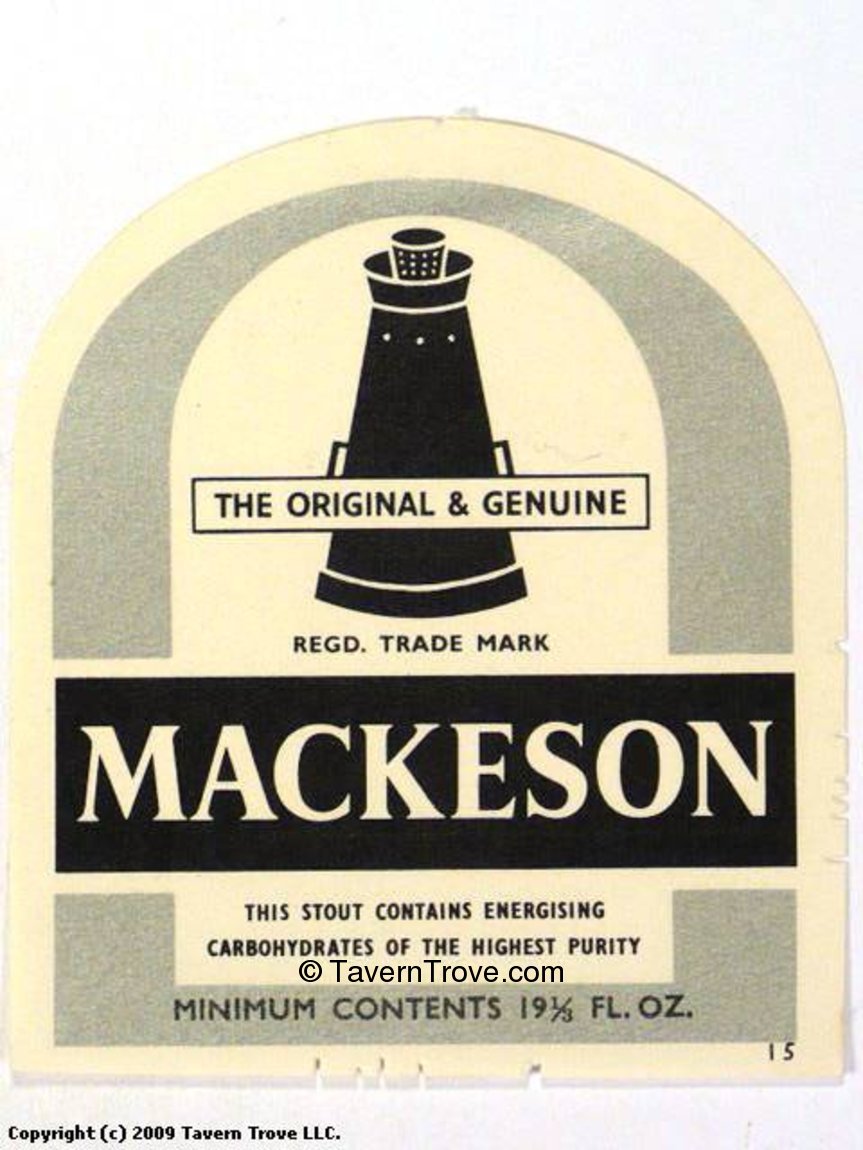 THE ORIGINAL & GENUINE
REGD. TRADE MARK
MACKESON
THIS STOUT CONTAINS ENERGISING
CARBOHYDRATES OF THE HIGHEST PURITY
© TavernTrove.com
MINIMUM CONTENTS 19⅓ FL. OZ.
15
Copyright (c) 2009 Tavern Trove LLC.